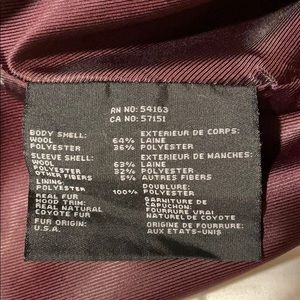 AN NO: 54163
CA NO: 57151
BODY SHELL: EXTERIEUR DE CORPS:
WOOL 64% LAINE
POLYESTER 36% POLYESTER
SLEEVE SHELL: EXTERIEUR DE MANCHES:
WOOL 63% LAINE
POLYESTER 32% POLYESTER
OTHER FIBERS 5% AUTRES FIBRES
LINING: DOUBLURE:
POLYESTER 100% POLYESTER
REAL FUR GARNITURE DE
HOOD TRIM: CAPUCHON:
REAL NATURAL FOURRURE VRAI
COYOTE FUR NATUREL DE COYOTE
FUR ORIGIN: ORIGINE DE FOURRURE:
U.S.A. AUX ETATS-UNIS